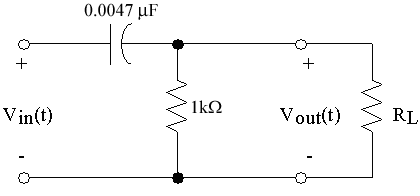 0.0047 μF
+
+
Vin(t)
1kΩ
Vout(t)
RL
-
-